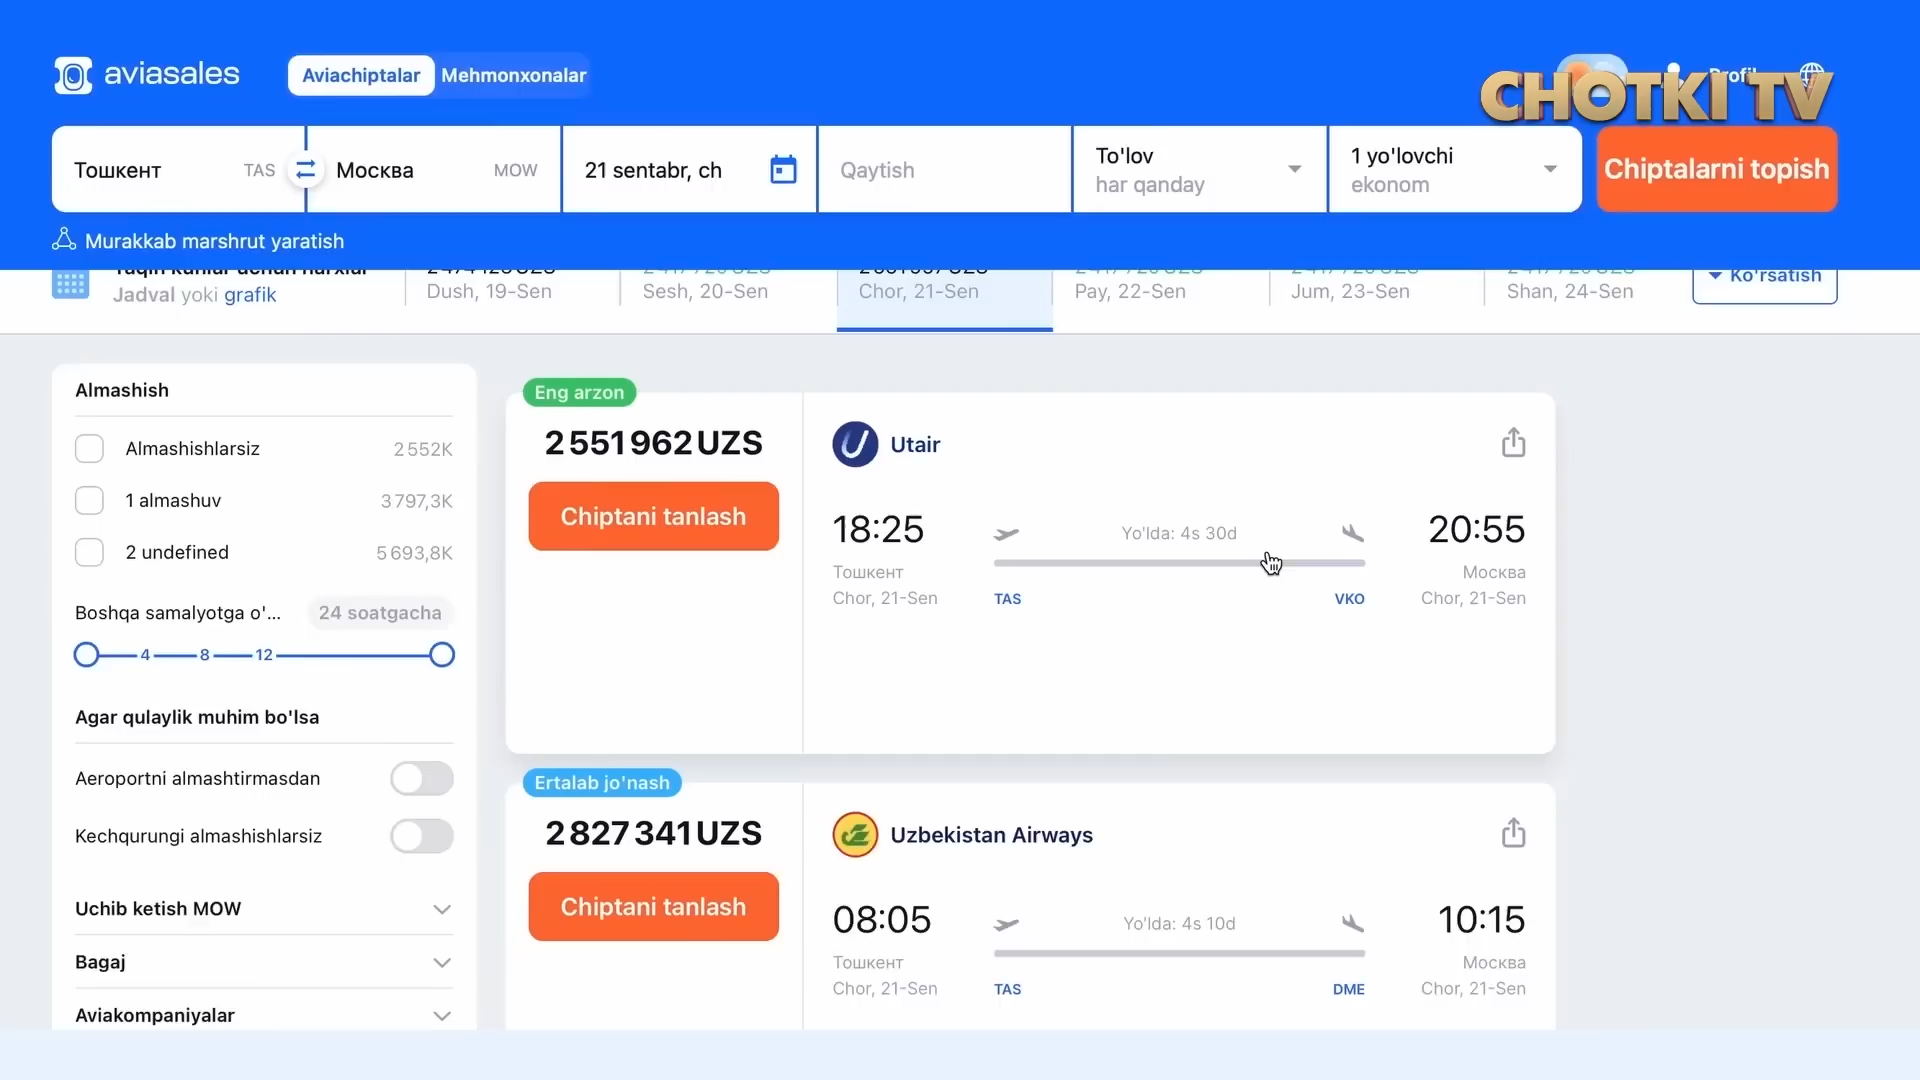 aviasales
Aviachiptalar
Mehmonxonalar
Profil
CHOTKI TV
Тошкент TAS
Москва MOW
21 sentabr, ch
Qaytish
To'lov
har qanday
1 yo'lovchi
ekonom
Chiptalarni topish
Murakkab marshrut yaratish
Jadval yoki grafik
Dush, 19-Sen
Sesh, 20-Sen
Chor, 21-Sen
Pay, 22-Sen
Jum, 23-Sen
Shan, 24-Sen
Ko'rsatish
Almashish
Almashishlarsiz 2 552K
1 almashuv 3 797,3K
2 undefined 5 693,8K
Boshqa samalyotga o'... 24 soatgacha
4 8 12
Agar qulaylik muhim bo'lsa
Aeroportni almashtirmasdan
Kechqurungi almashishlarsiz
Uchib ketish MOW
Bagaj
Aviakompaniyalar
Eng arzon
2 551 962 UZS
Chiptani tanlash
Utair
18:25 Yo'lda: 4s 30d 20:55
Тошкент Москва
Chor, 21-Sen TAS VKO Chor, 21-Sen
Ertalab jo'nash
2 827 341 UZS
Chiptani tanlash
Uzbekistan Airways
08:05 Yo'lda: 4s 10d 10:15
Тошкент Москва
Chor, 21-Sen TAS DME Chor, 21-Sen